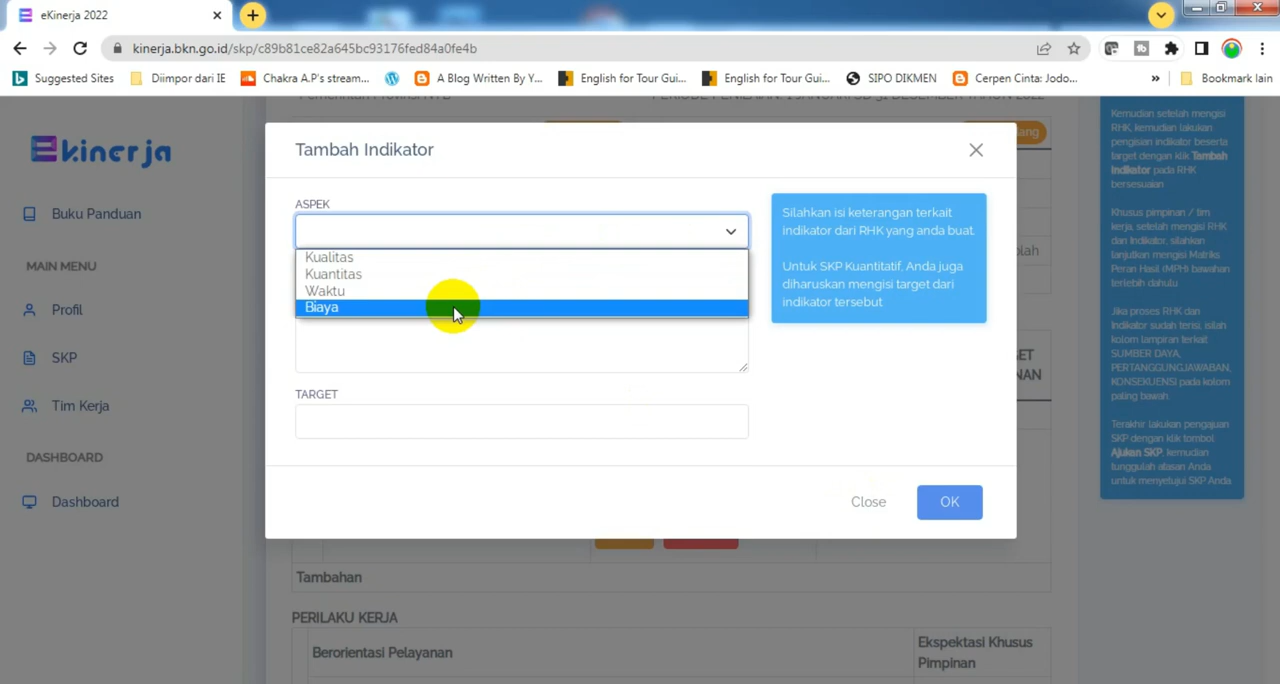 eKinerja 2022
kinerja.bkn.go.id/skp/c89b81ce82a645bc93176fed84a0fe4b
Suggested Sites
Diimpor dari IE
Chakra A.P's stream...
A Blog Written By Y...
English for Tour Gui...
English for Tour Gui...
SIPO DIKMEN
Cerpen Cinta: Jodo...
»
Bookmark lain
Ekinerja
Buku Panduan
MAIN MENU
Profil
SKP
Tim Kerja
DASHBOARD
Dashboard
Tambah Indikator
ASPEK
Kualitas
Kuantitas
Waktu
Biaya
TARGET
Silahkan isi keterangan terkait
indikator dari RHK yang anda buat.
Untuk SKP Kuantitatif, Anda juga
diharuskan mengisi target dari
indikator tersebut
Close
OK
Tambahan
PERILAKU KERJA
Berorientasi Pelayanan
Ekspektasi Khusus
Pimpinan
Kemudian setelah mengisi
RHK, kemudian lakukan
pengisian indikator beserta
target dengan klik Tambah
Indikator pada RHK
bersesuaian
Khusus pimpinan / tim
kerja, setelah mengisi RHK
dan Indikator, silahkan
lanjutkan mengisi Matriks
Peran Hasil (MPH) bawahan
terlebih dahulu
Jika proses RHK dan
Indikator sudah terisi, isilah
kolom lampiran terkait
SUMBER DAYA,
PERTANGGUNGJAWABAN,
KONSEKUENSI pada kolom
paling bawah.
Terakhir lakukan pengajuan
SKP dengan klik tombol
Ajukan SKP, kemudian
tunggulah atasan Anda
untuk menyetujui SKP Anda